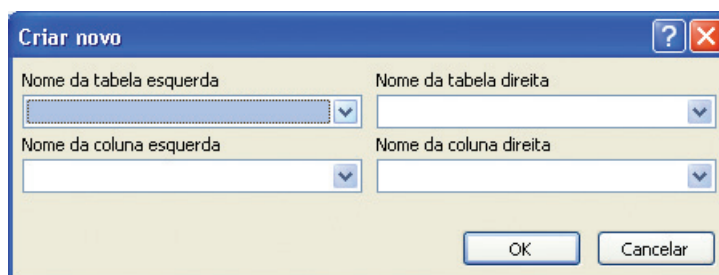 Criar novo
Nome da tabela esquerda
Nome da tabela direita
Nome da coluna esquerda
Nome da coluna direita
OK
Cancelar